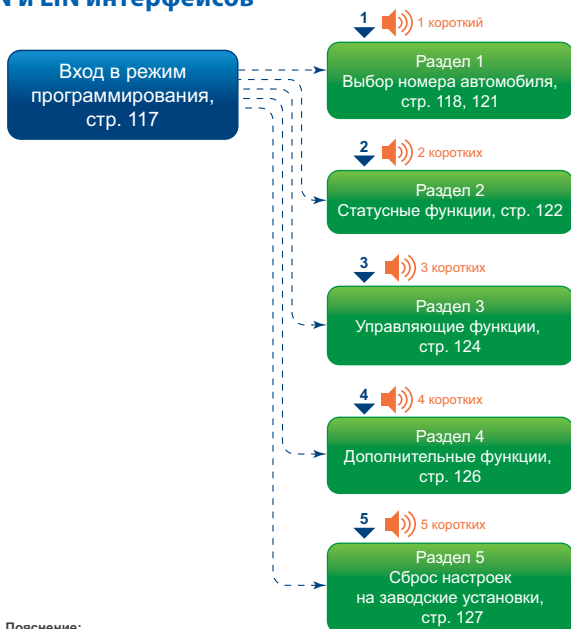 N и LIN интерфейсов
Вход в режим
программирования,
стр. 117
1 1 короткий
Раздел 1
Выбор номера автомобиля,
стр. 118, 121
2 2 коротких
Раздел 2
Статусные функции, стр. 122
3 3 коротких
Раздел 3
Управляющие функции,
стр. 124
4 4 коротких
Раздел 4
Дополнительные функции,
стр. 126
5 5 коротких
Раздел 5
Сброс настроек
на заводские установки,
стр. 127
Пояснение: